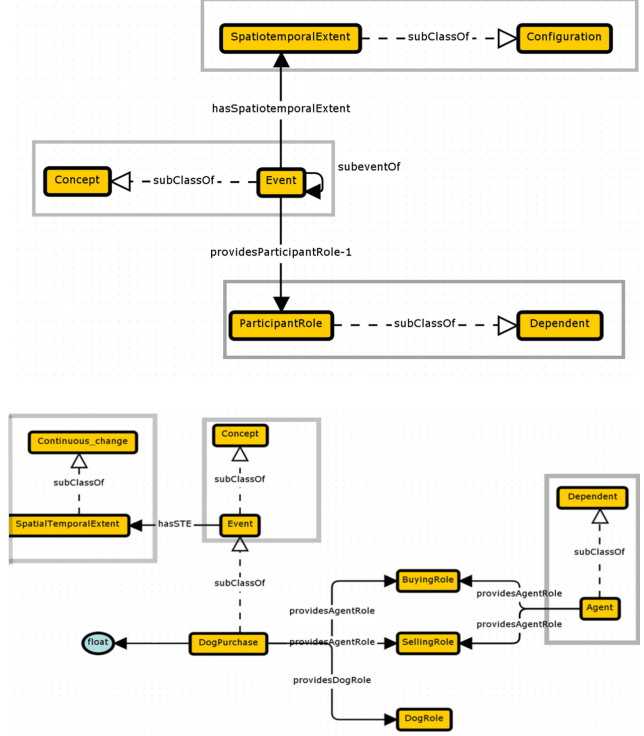 SpatiotemporalExtent subClassOf Configuration
hasSpatiotemporalExtent
Concept subClassOf Event subeventOf
providesParticipantRole-1
ParticipantRole subClassOf Dependent
Continuous_change Concept
subClassOf subClassOf
Dependent
SpatialTemporalExtent hasSTE Event
subClassOf
subClassOf BuyingRole
providesAgentRole providesAgentRole
Agent
providesAgentRole
float DogPurchase providesAgentRole SellingRole
providesDogRole
DogRole